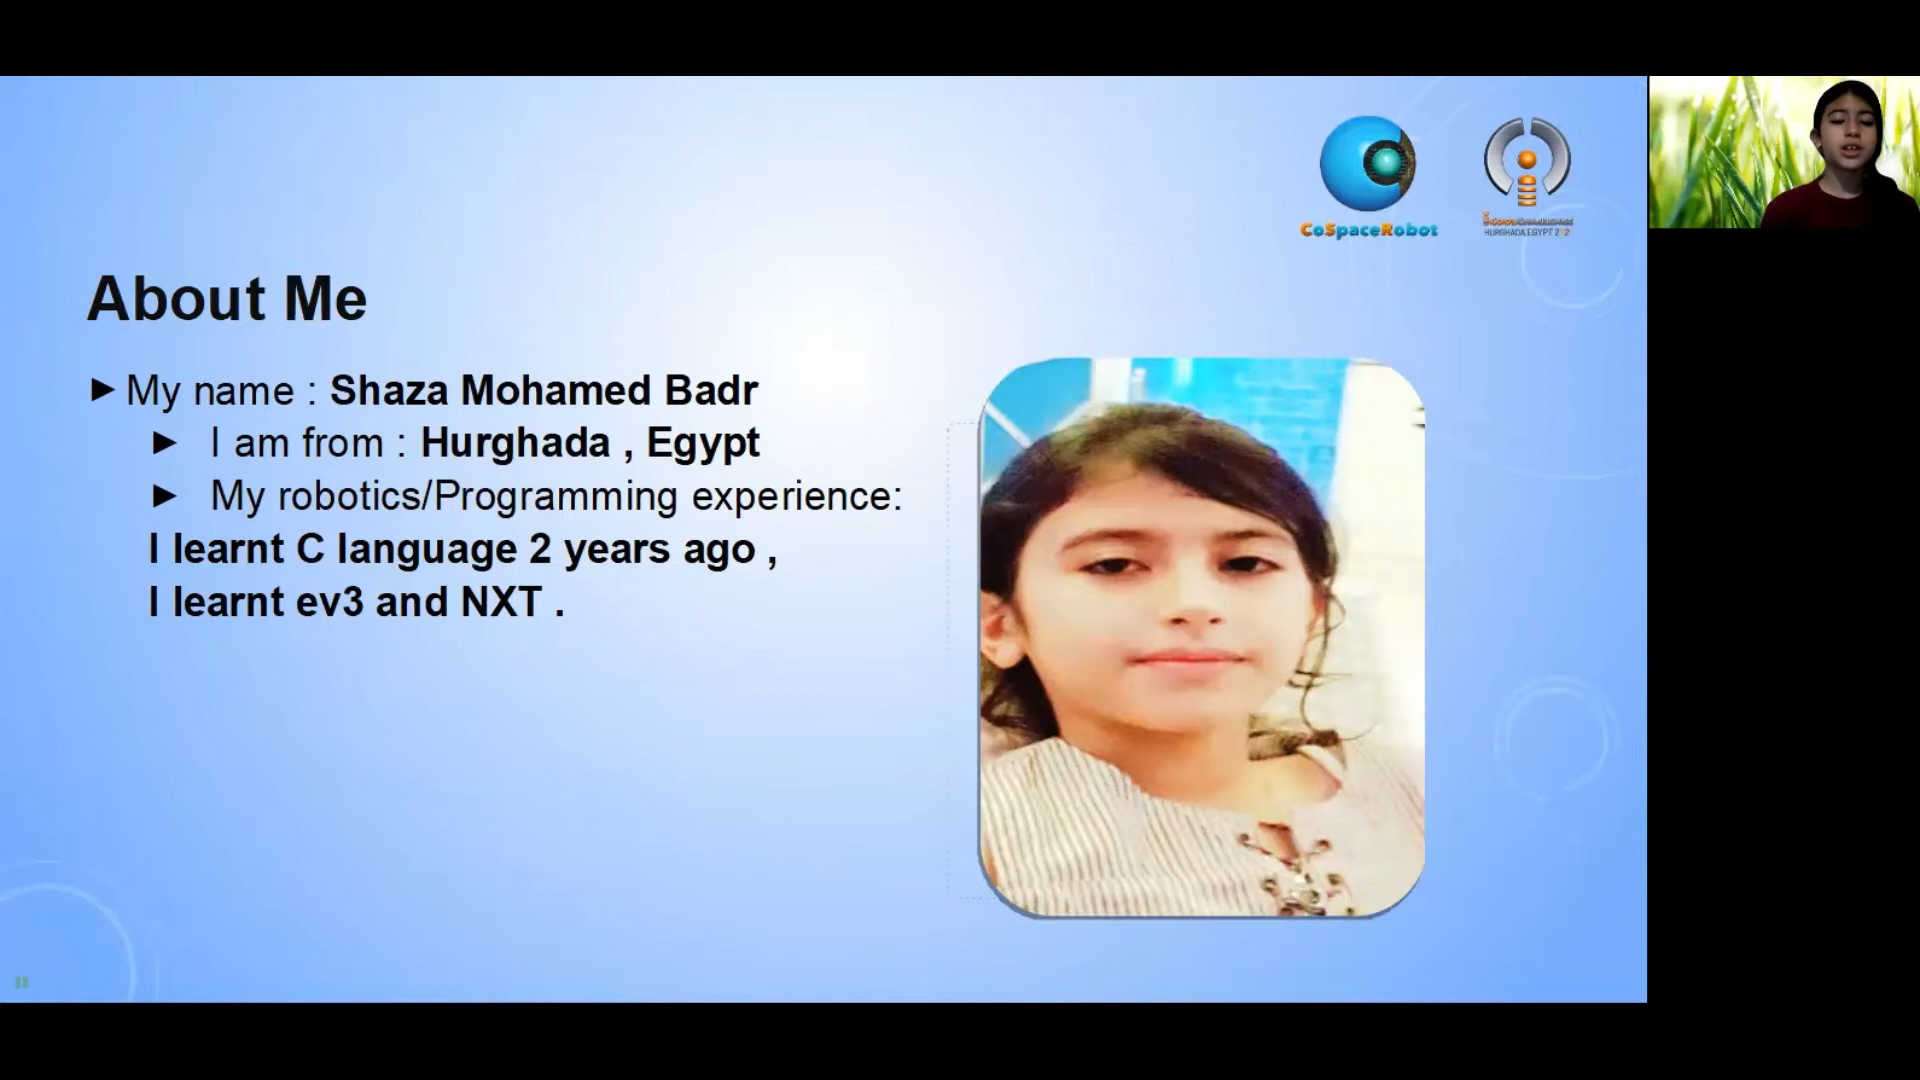 CoSpaceRobot
HURGHADA, EGYPT
About Me
My name : Shaza Mohamed Badr
I am from : Hurghada , Egypt
My robotics/Programming experience:
I learnt C language 2 years ago ,
I learnt ev3 and NXT .